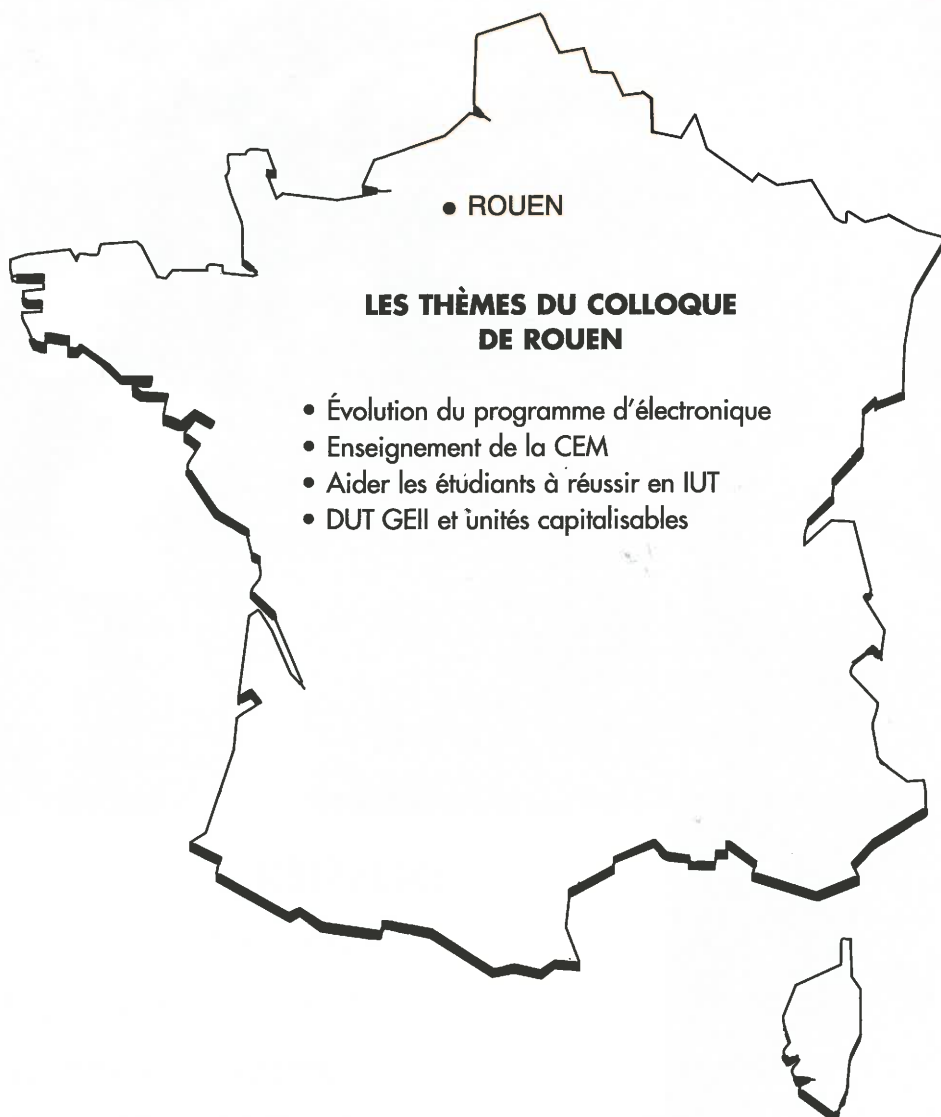 • ROUEN
LES THÈMES DU COLLOQUE
DE ROUEN
• Évolution du programme d'électronique
• Enseignement de la CEM
• Aider les étudiants à réussir en IUT
• DUT GEII et unités capitalisables